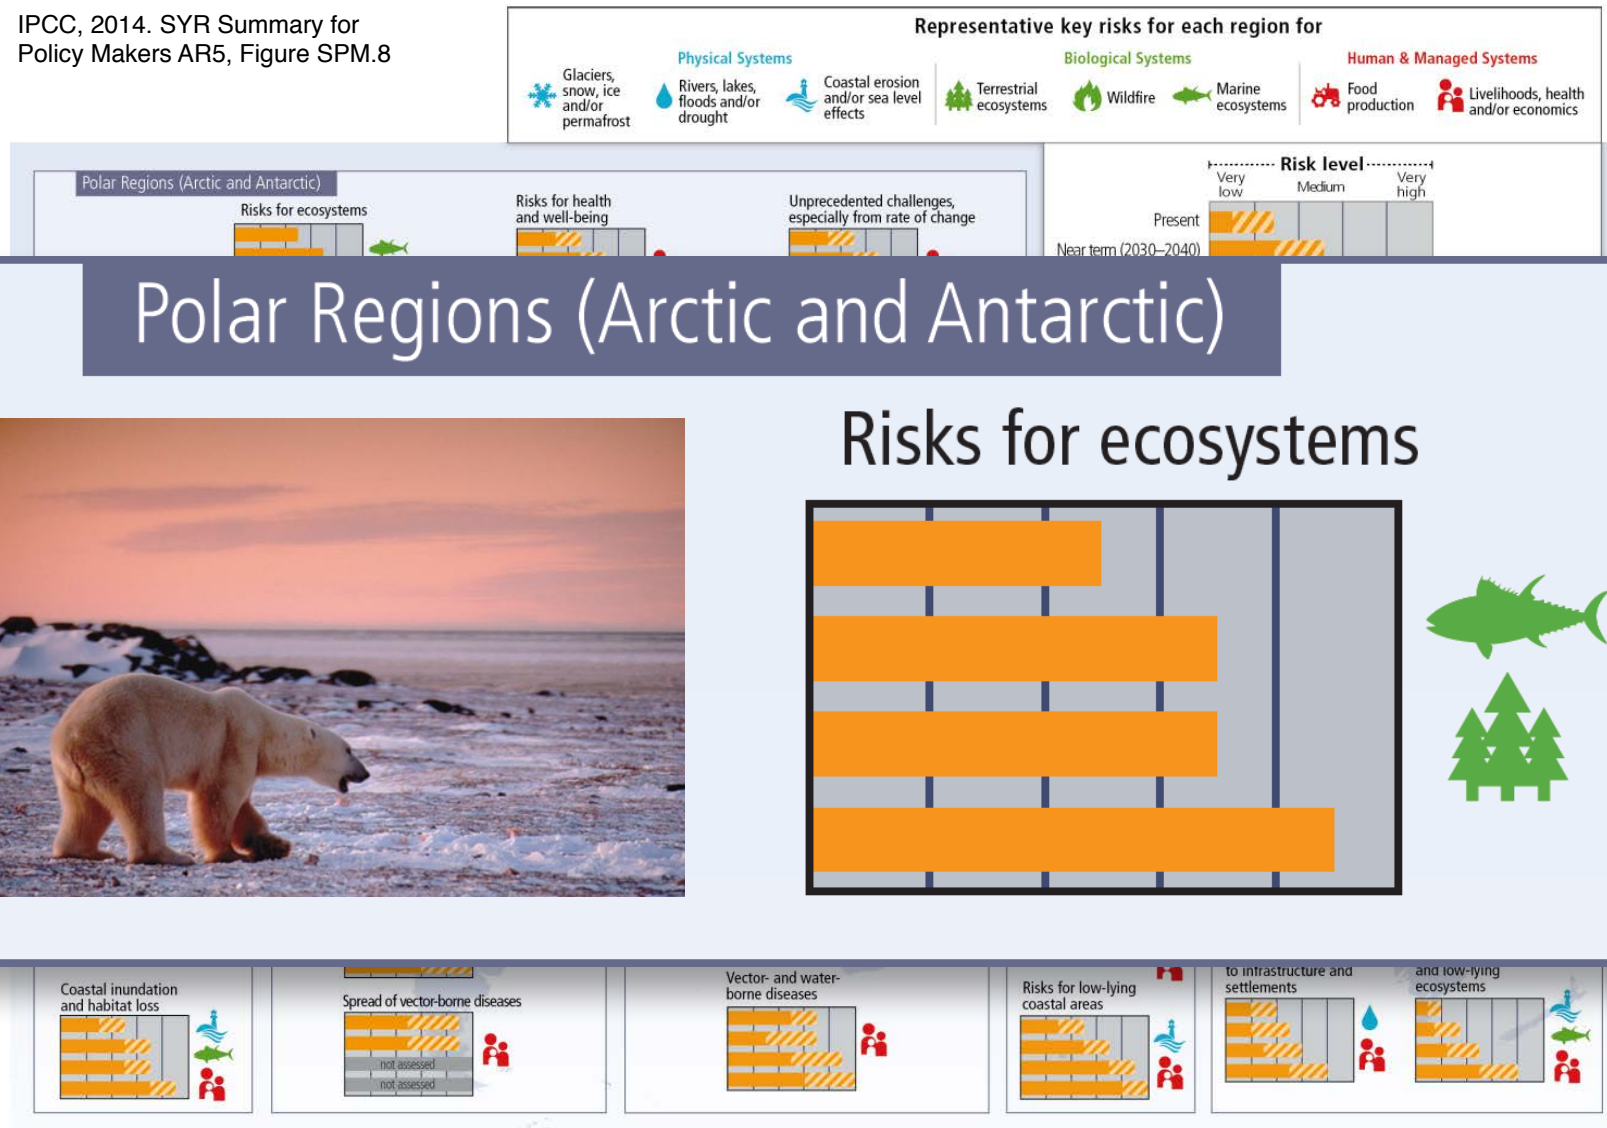 IPCC, 2014. SYR Summary for
Policy Makers AR5, Figure SPM.8
Representative key risks for each region for
Physical Systems
Biological Systems
Human & Managed Systems
Glaciers,
snow, ice
and/or
permafrost
Rivers, lakes,
floods and/or
drought
Coastal erosion
and/or sea level
effects
Terrestrial
ecosystems
Wildfire
Marine
ecosystems
Food
production
Livelihoods, health
and/or economics
Polar Regions (Arctic and Antarctic)
Risks for ecosystems
Risks for health
and well-being
Unprecedented challenges,
especially from rate of change
Risk level
Very
low
Medium
Very
high
Present
Near term (2030–2040)
Polar Regions (Arctic and Antarctic)
Risks for ecosystems
Coastal inundation
and habitat loss
Spread of vector-borne diseases
not assessed
not assessed
Vector- and water-
borne diseases
Risks for low-lying
coastal areas
to infrastructure and
settlements
and low-lying
ecosystems